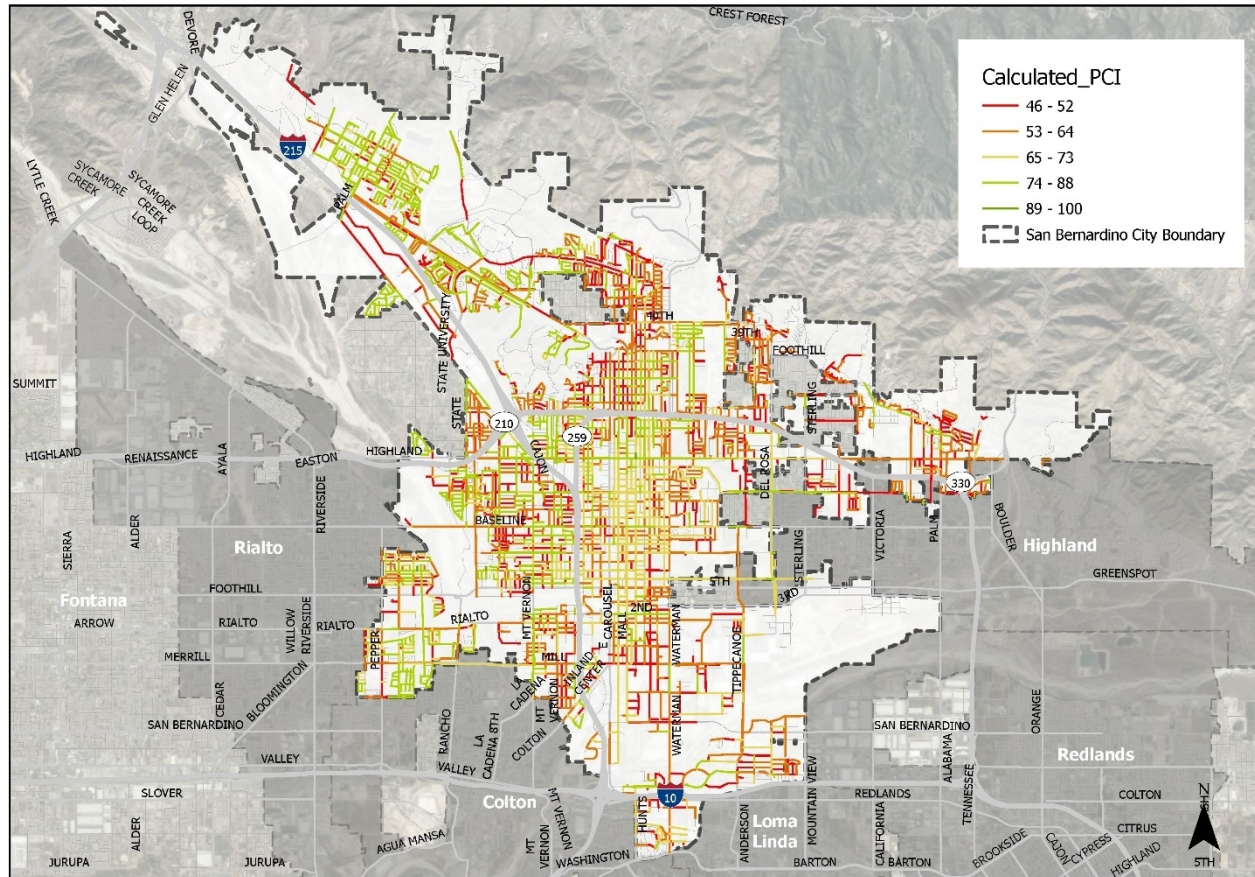 CREST FOREST
DEVORE
GLEN HELEN
Calculated_PCI
46 - 52
53 - 64
65 - 73
74 - 88
89 - 100
San Bernardino City Boundary
215
LYTLE CREEK
SYCAMORE
CREEK
SYCAMORE
CREEK
LOOP
PALM
STATE UNIVERSITY
40TH
39TH
FOOTHILL
SUMMIT
STATE
210
259
STERLING
HIGHLAND
RENAISSANCE
AYALA
EASTON
HIGHLAND
DEL ROSA
330
RIVERSIDE
VICTORIA
PALM
BOULDER
SIERRA
ALDER
BASELINE
Rialto
Highland
FOOTHILL
5TH
STERLING
GREENSPOT
Fontana
ARROW
WILLOW
RIVERSIDE
RIALTO
RIALTO
RIALTO
MT VERNON
E
CAROUSEL
MALL
2ND
3RD
WATERMAN
TIPPECANOE
MERRILL
PEPPER
MILL
INLAND
CENTER
CEDAR
BLOOMINGTON
LA
CADENA
MT
VERNON
ORANGE
SAN BERNARDINO
RANCHO
LA
CADENA 8TH
MT
VERNON
COLTON
WATERMAN
SAN BERNARDINO
ALABAMA
Redlands
VALLEY
VALLEY
MOUNTAIN VIEW
TENNESSEE
SLOVER
Colton
10
REDLANDS
COLTON
ALDER
AGUA MANSA
MT
VERNON
MT VERNON
HUNTS
Loma
Linda
ANDERSON
CALIFORNIA
CITRUS
BROOKSIDE
CAJON
CYPRESS
HIGHLAND
N
JURUPA
JURUPA
WASHINGTON
BARTON
BARTON
5TH